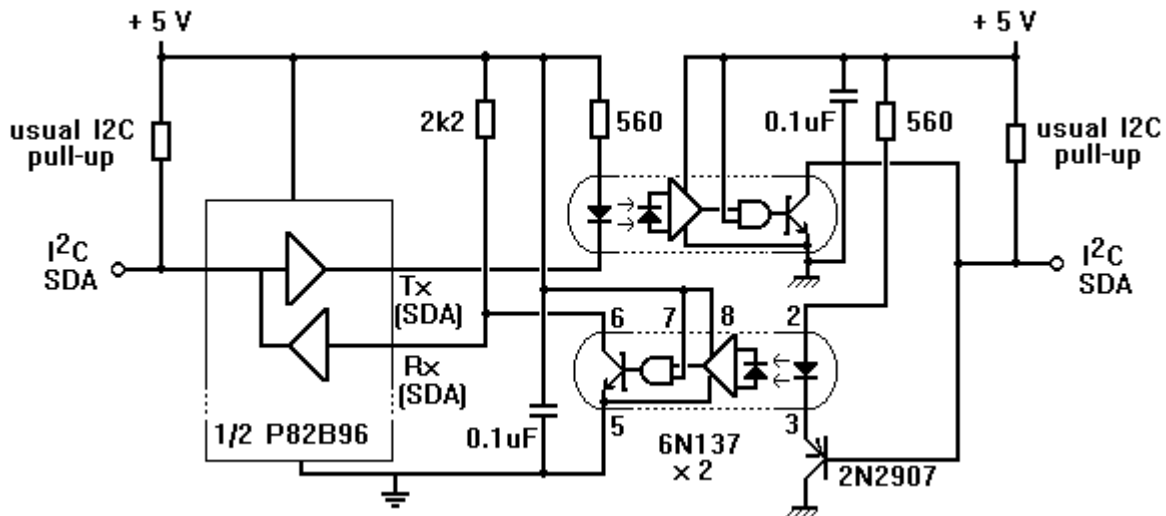 + 5 V
+ 5 V
usual I2C
pull-up
2k2
560
0.1uF
560
usual I2C
pull-up
I²C
SDA
Tx
(SDA)
I²C
SDA
6
7
8
2
Rx
(SDA)
1/2 P82B96
0.1uF
5
3
6N137
x 2
2N2907